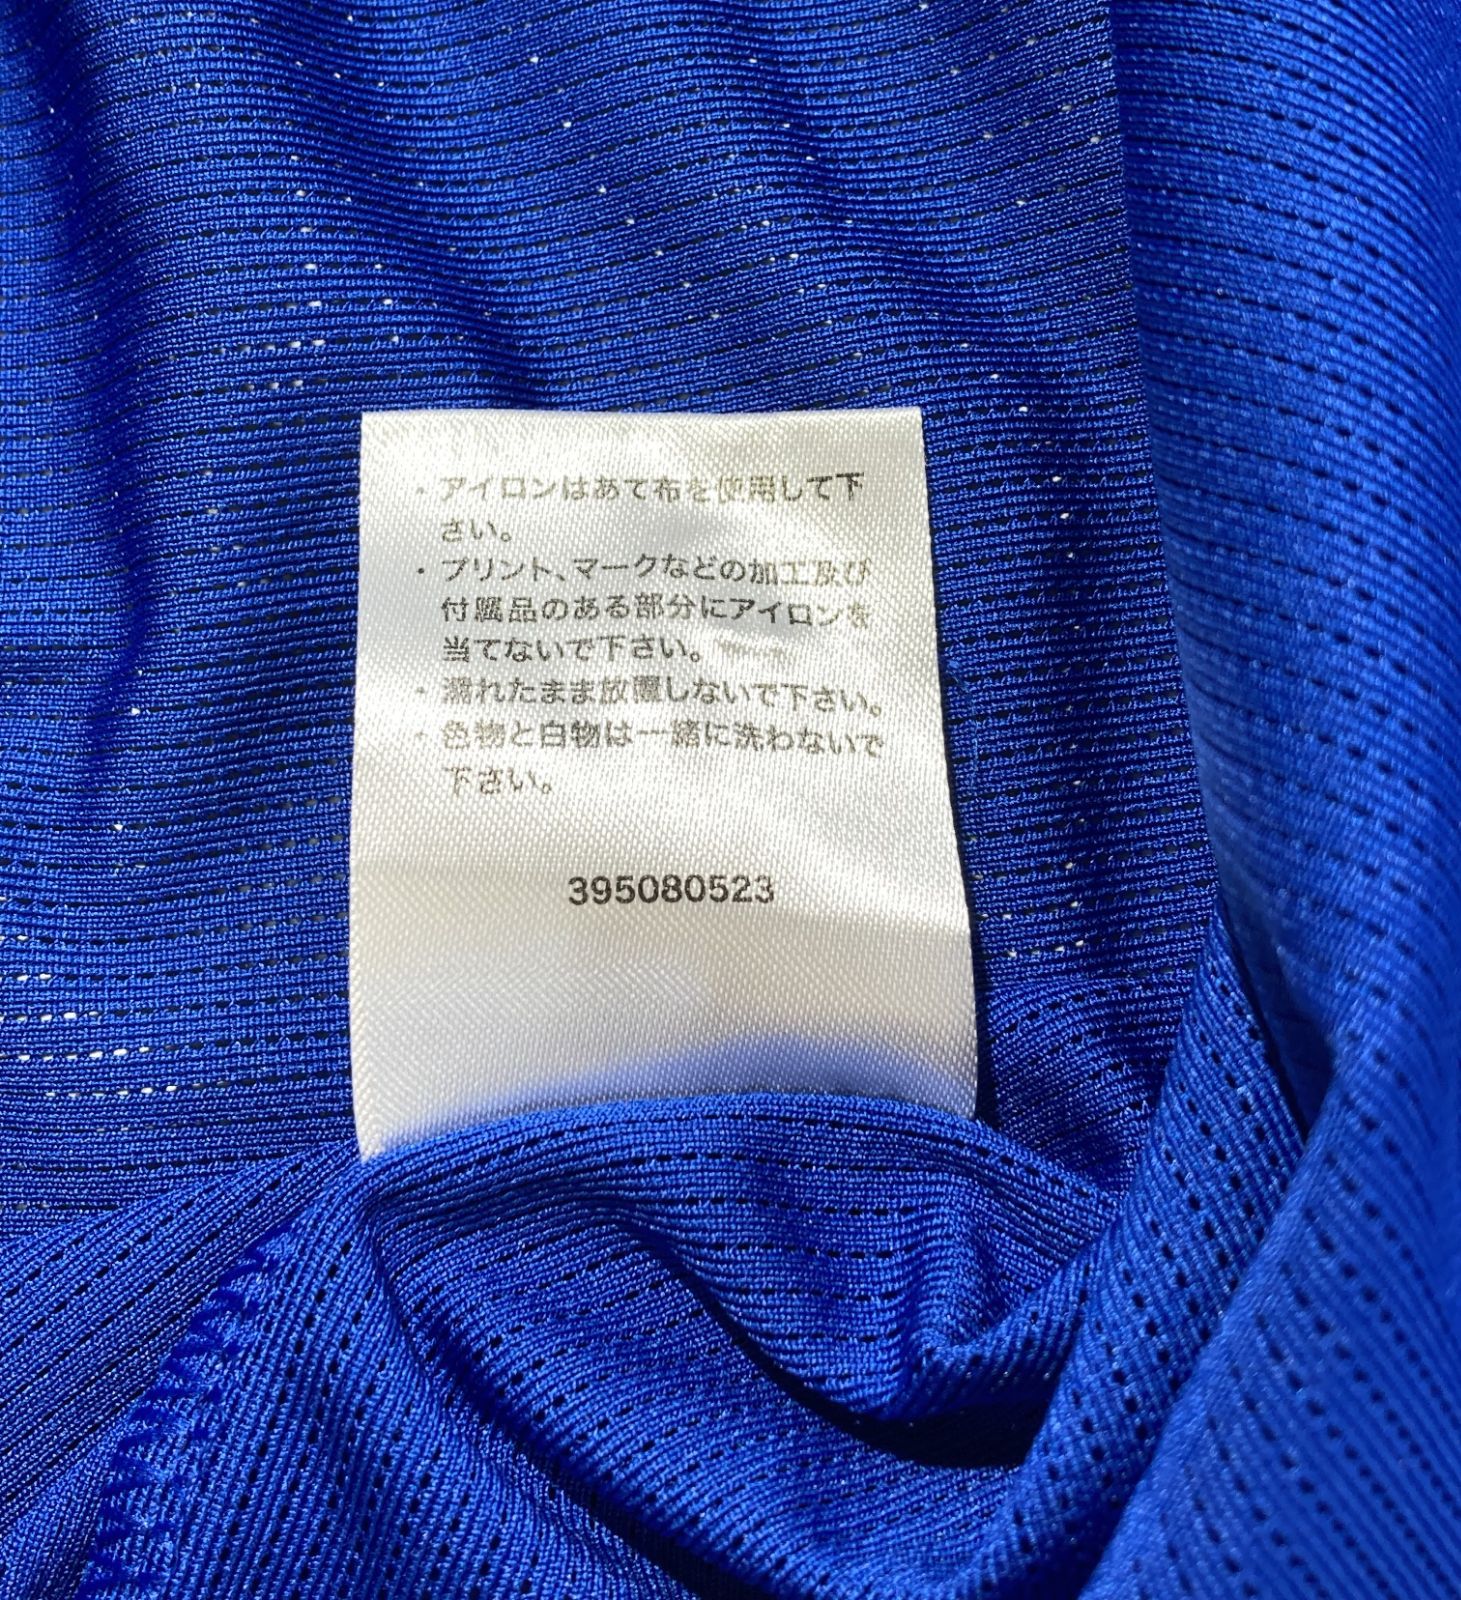 ・アイロンはあて布を使用して下
さい。
・プリント、マークなどの加工及び
付属品のある部分にアイロンを
当てないで下さい。
・濡れたまま放置しないで下さい。
・色物と白物は一緒に洗わないで
下さい。
395080523